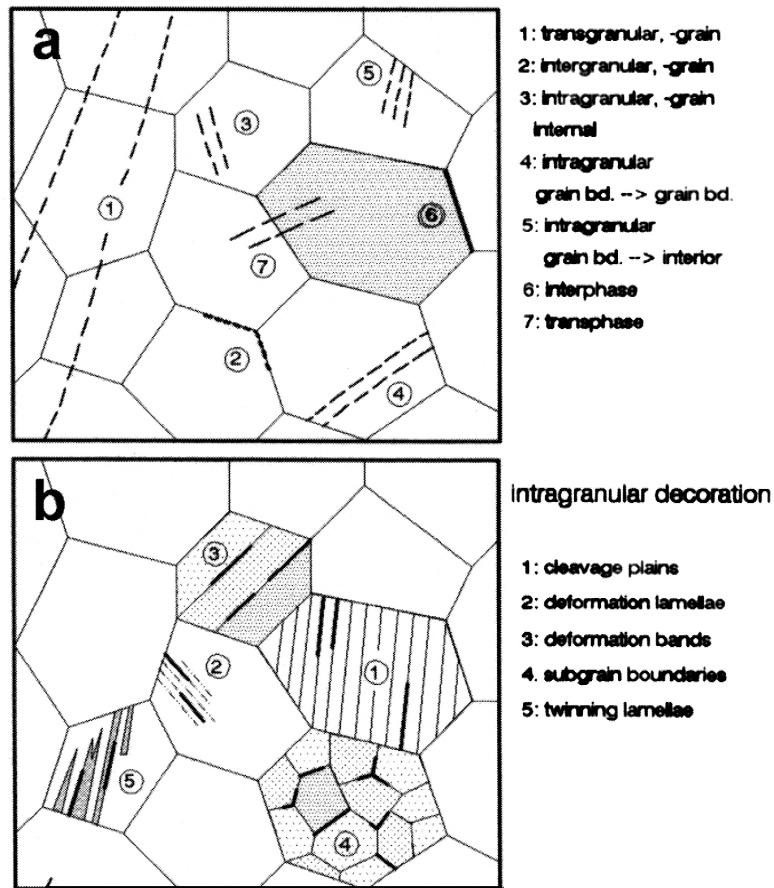 a
1: transgranular, -grain
2: intergranular, -grain
3: intragranular, -grain
internal
4: intragranular
grain bd. --> grain bd.
5: intragranular
grain bd. --> interior
6: interphase
7: transphase
5
3
1
6
7
2
4
b
intragranular decoration
1: cleavage plains
2: deformation lamellae
3: deformation bands
4. subgrain boundaries
5: twinning lamellae
3
2
1
5
4